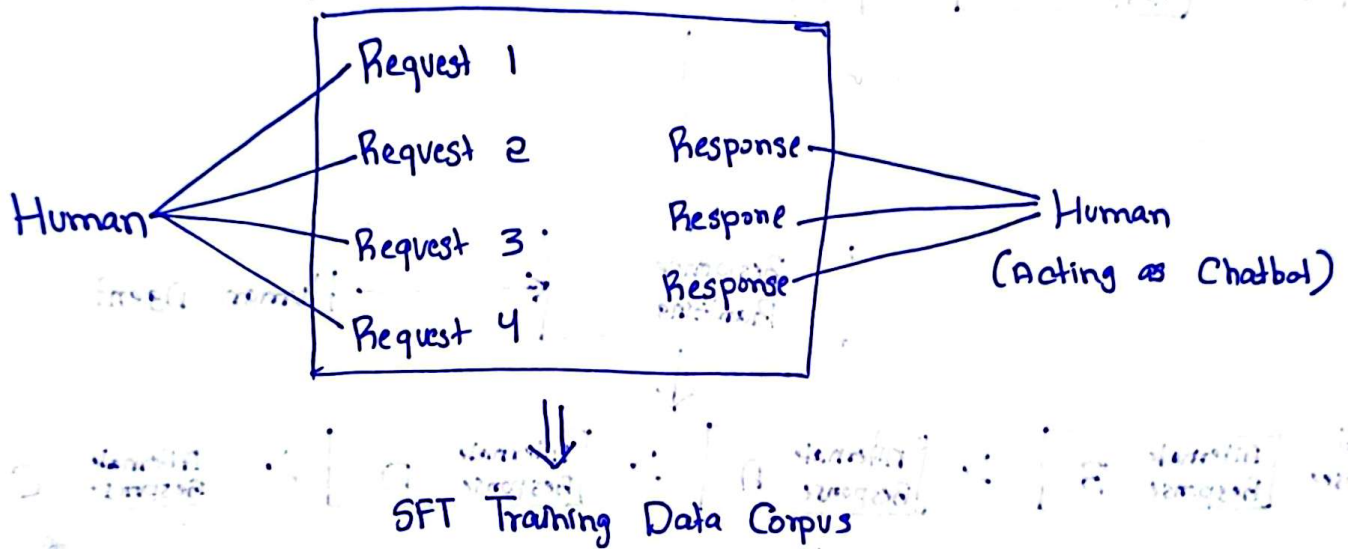 Request 1
Request 2
Response
Human
Respone
Human
Request 3
Response
(Acting as Chatbot)
Request 4
SFT Training Data Corpus